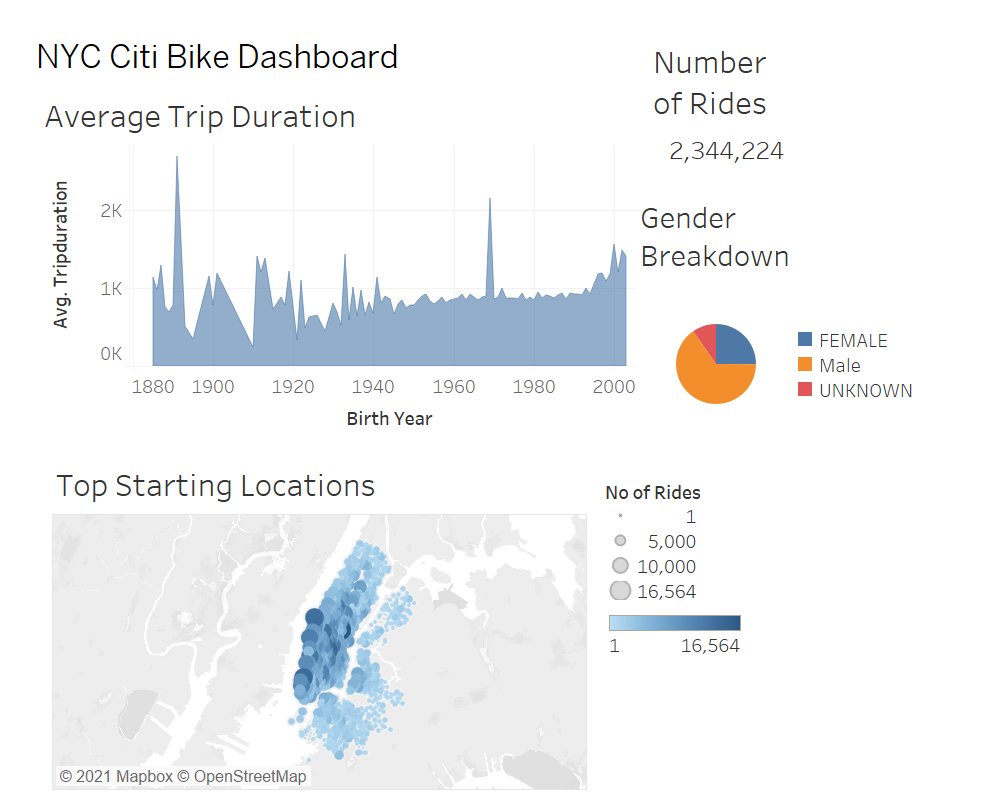 NYC Citi Bike Dashboard
Number
of Rides
2,344,224
Average Trip Duration
Avg. Tripduration
2K
1K
0K
1880 1900 1920 1940 1960 1980 2000
Birth Year
Gender
Breakdown
FEMALE
Male
UNKNOWN
Top Starting Locations
© 2021 Mapbox © OpenStreetMap
No of Rides
1
5,000
10,000
16,564
1 16,564